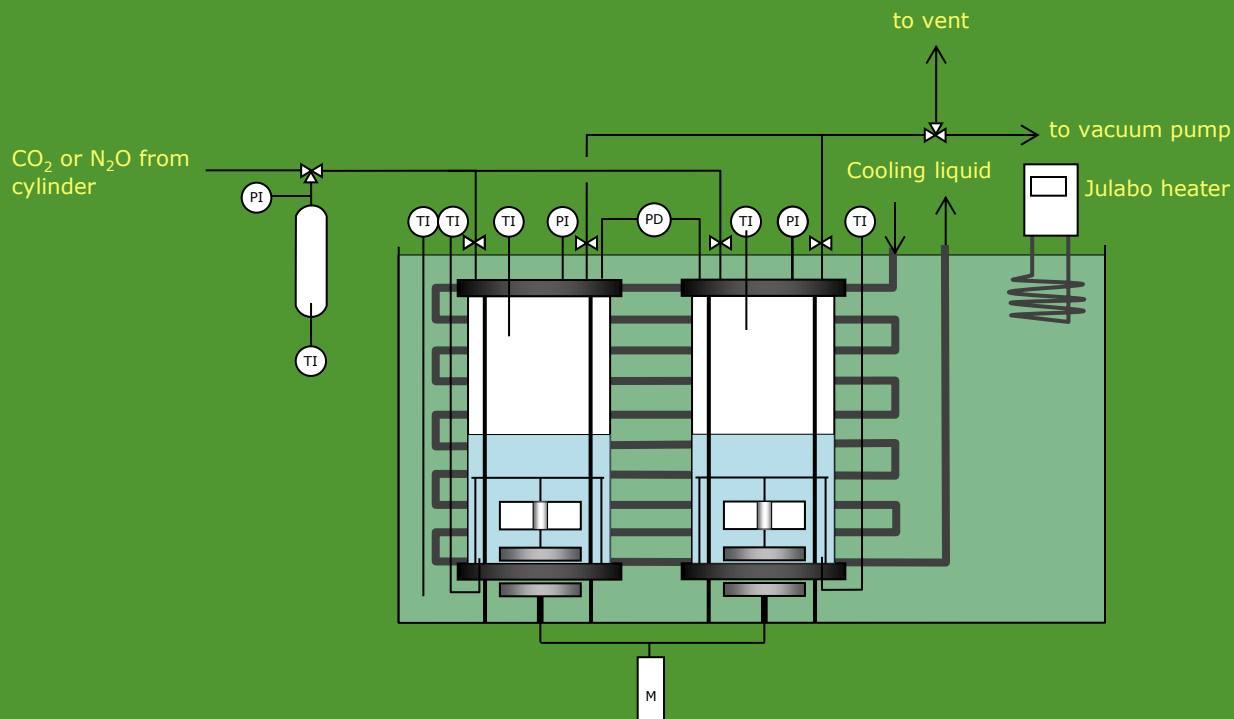 to vent
to vacuum pump
CO₂ or N₂O from
cylinder
Cooling liquid
Julabo heater
PI
TI
TI
TI
PI
PD
TI
PI
TI
TI
M